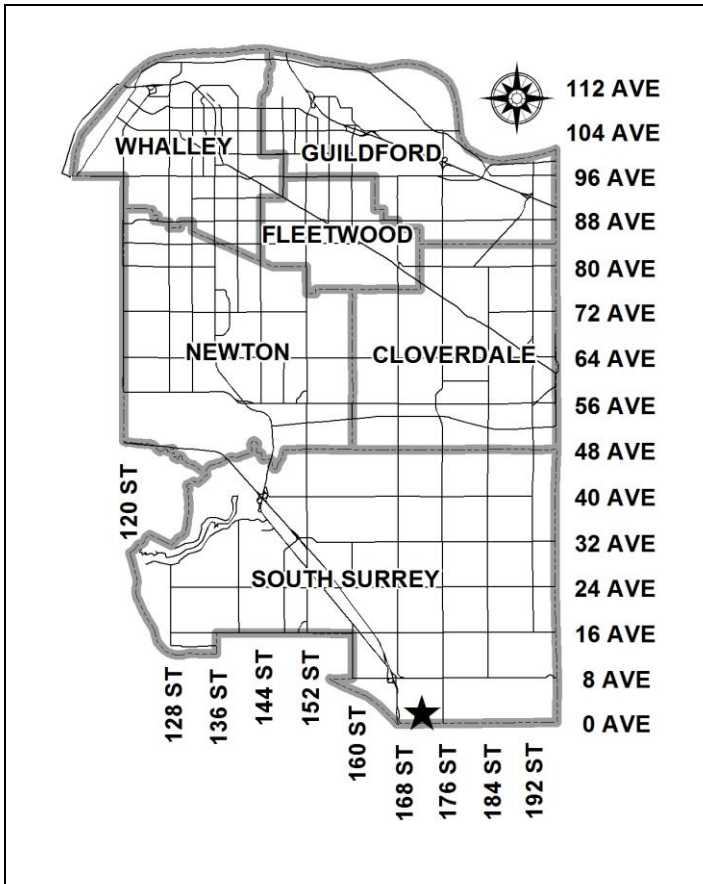 112 AVE
104 AVE
WHALLEY
GUILDFORD
96 AVE
88 AVE
FLEETWOOD
80 AVE
72 AVE
NEWTON
CLOVERDALE
64 AVE
56 AVE
48 AVE
120 ST
40 AVE
32 AVE
SOUTH SURREY
24 AVE
16 AVE
128 ST
136 ST
144 ST
152 ST
160 ST
8 AVE
0 AVE
168 ST
176 ST
184 ST
192 ST